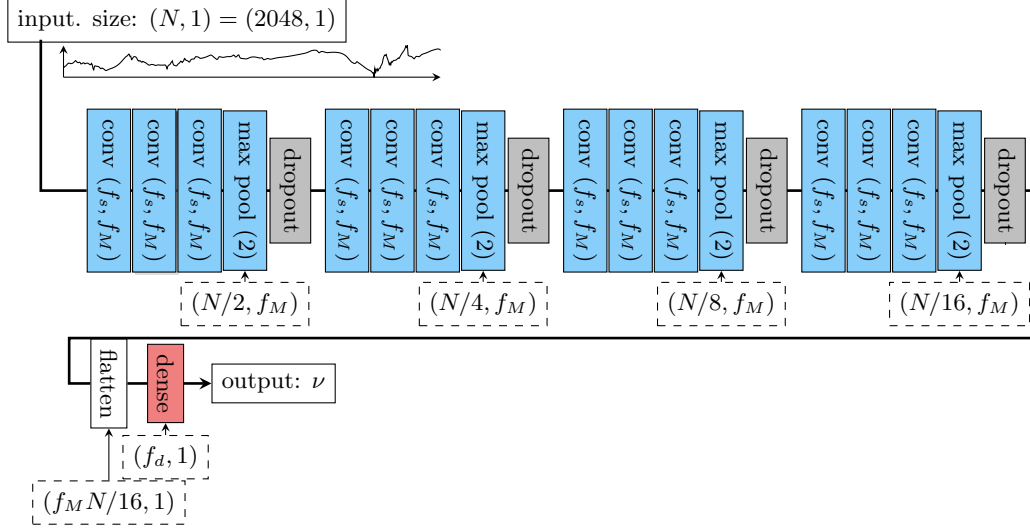 input. size: (N, 1) = (2048, 1)
conv (f_s, f_M)
conv (f_s, f_M)
conv (f_s, f_M)
max pool (2)
dropout
conv (f_s, f_M)
conv (f_s, f_M)
conv (f_s, f_M)
max pool (2)
dropout
conv (f_s, f_M)
conv (f_s, f_M)
conv (f_s, f_M)
max pool (2)
dropout
conv (f_s, f_M)
conv (f_s, f_M)
conv (f_s, f_M)
max pool (2)
dropout
(N/2, f_M)
(N/4, f_M)
(N/8, f_M)
(N/16, f_M)
flatten
dense
output: ν
(f_d, 1)
(f_M N/16, 1)